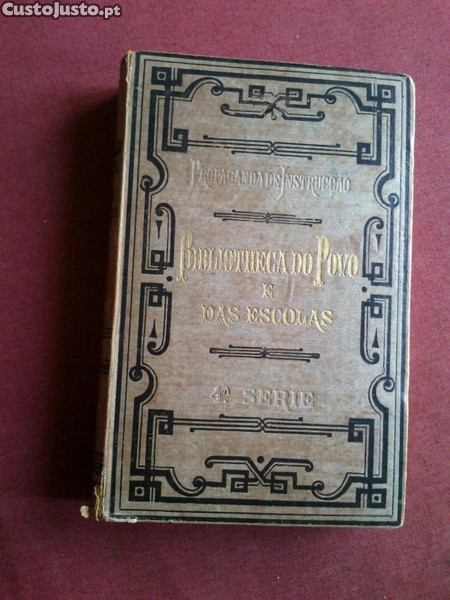 CustoJusto.pt
PROPAGANDA DE INSTRUCÇÃO
BIBLIOTHECA DO POVO
E
DAS ESCOLAS
4ª SERIE